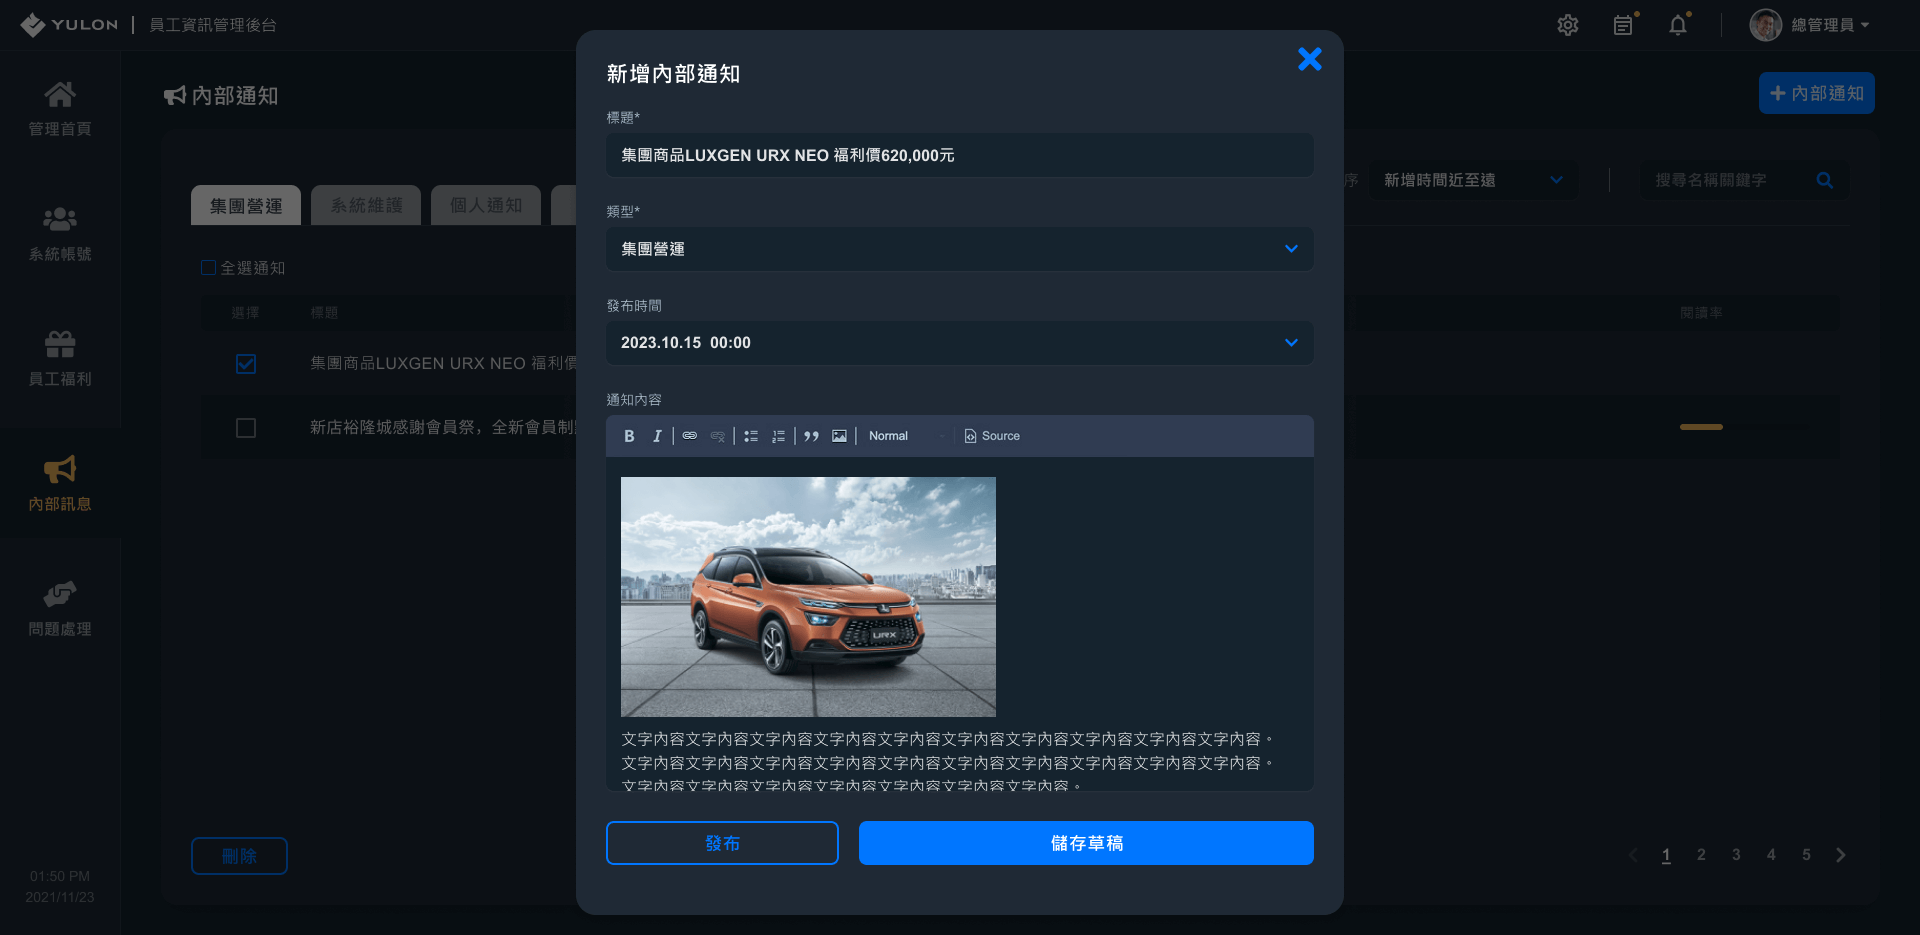 YULON
員工資訊管理後台
總管理員
管理首頁
系統帳號
員工福利
內部訊息
問題處理
01:50 PM
2021/11/23
內部通知
內部通知
集團營運
系統維護
個人通知
序
新增時間近至遠
搜尋名稱關鍵字
全選通知
選擇
標題
閱讀率
集團商品LUXGEN URX NEO 福利價
新店裕隆城感謝會員祭，全新會員制
刪除
1 2 3 4 5
新增內部通知
標題*
集團商品LUXGEN URX NEO 福利價620,000元
類型*
集團營運
發布時間
2023.10.15 00:00
通知內容
B I Normal Source
URX
文字內容文字內容文字內容文字內容文字內容文字內容文字內容文字內容文字內容文字內容。
文字內容文字內容文字內容文字內容文字內容文字內容文字內容文字內容文字內容文字內容。
文字內容文字內容文字內容文字內容文字內容文字內容文字內容。
發布
儲存草稿